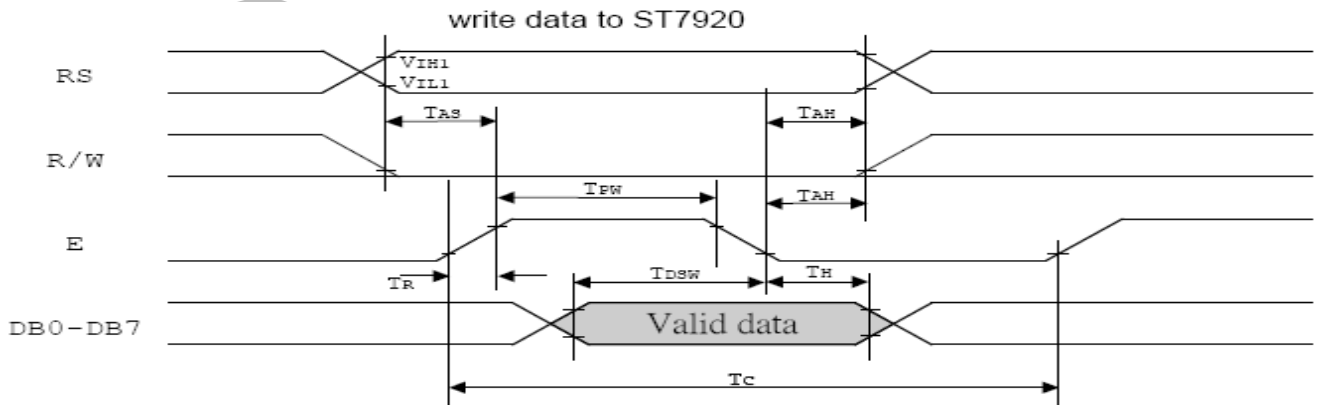 write data to ST7920
RS
VIH1
VIL1
TAS
TAH
R/W
TPW
TAH
E
TR
TDSW
TH
DB0-DB7
Valid data
TC